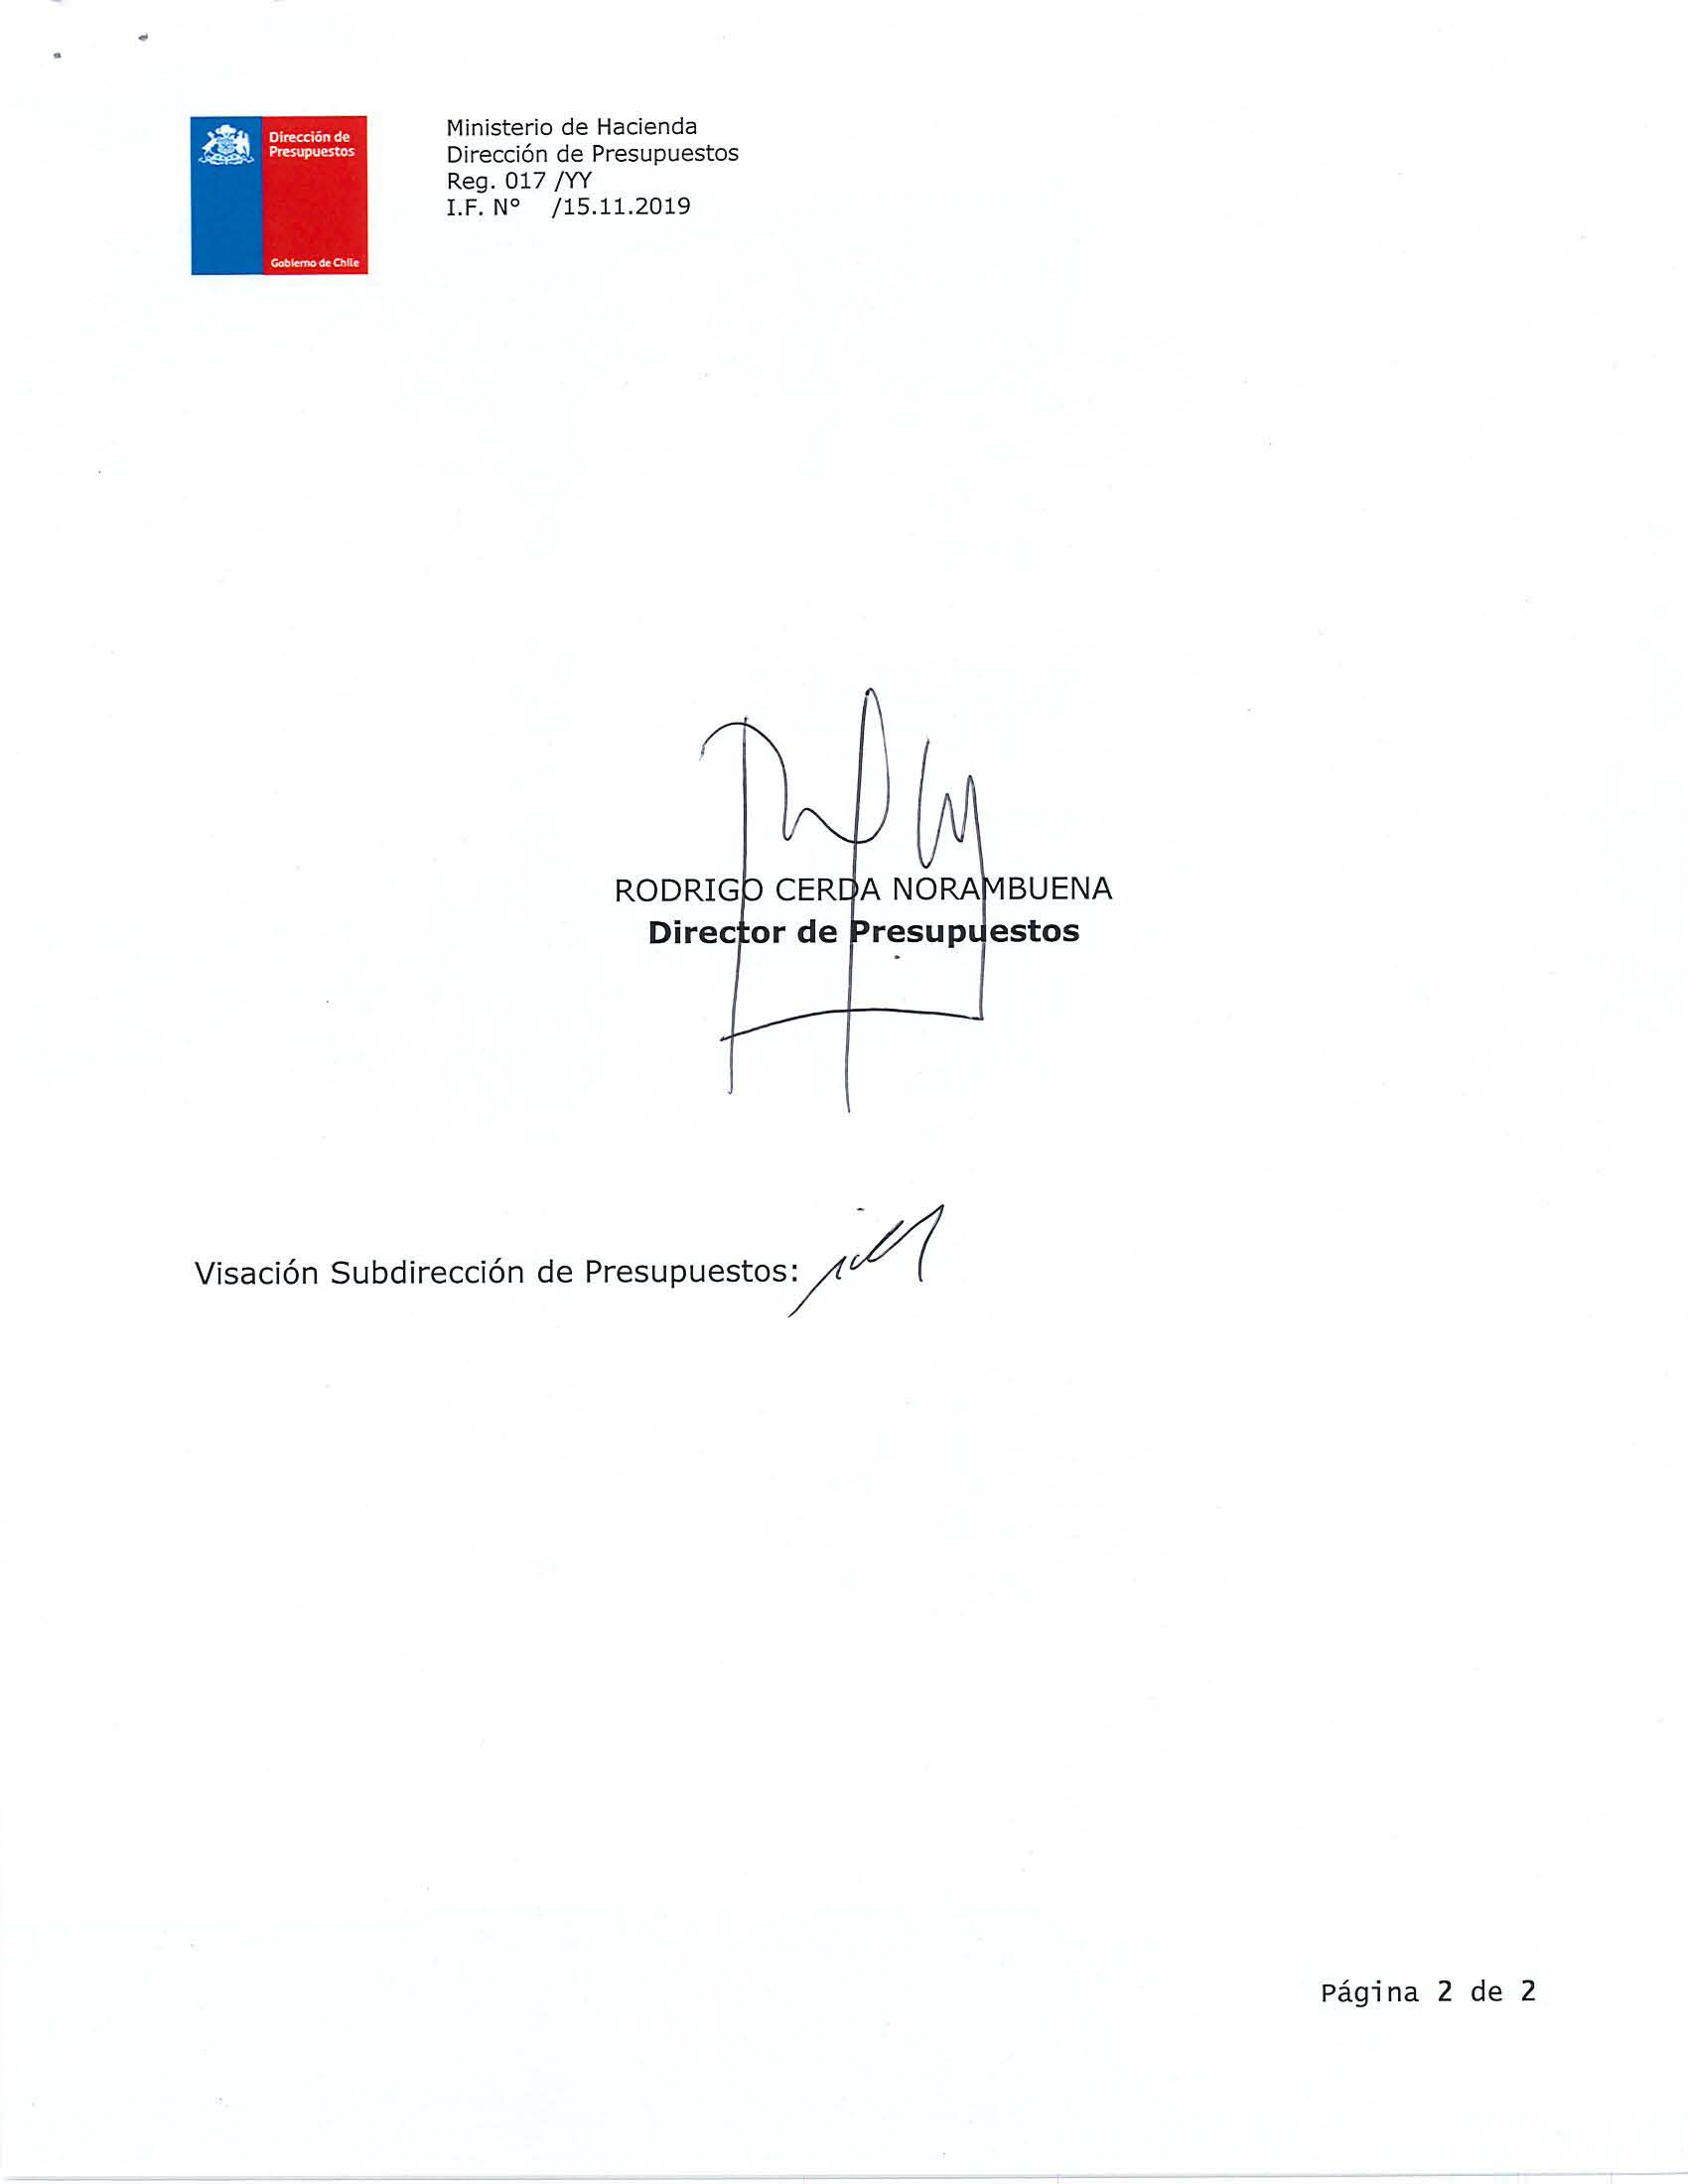 Dirección de
Presupuestos
Gobierno de Chile
Ministerio de Hacienda
Dirección de Presupuestos
Reg. 017 /YY
I.F. N° /15.11.2019
RODRIGO CERDA NORAMBUENA
Director de Presupuestos
Visación Subdirección de Presupuestos:
Página 2 de 2